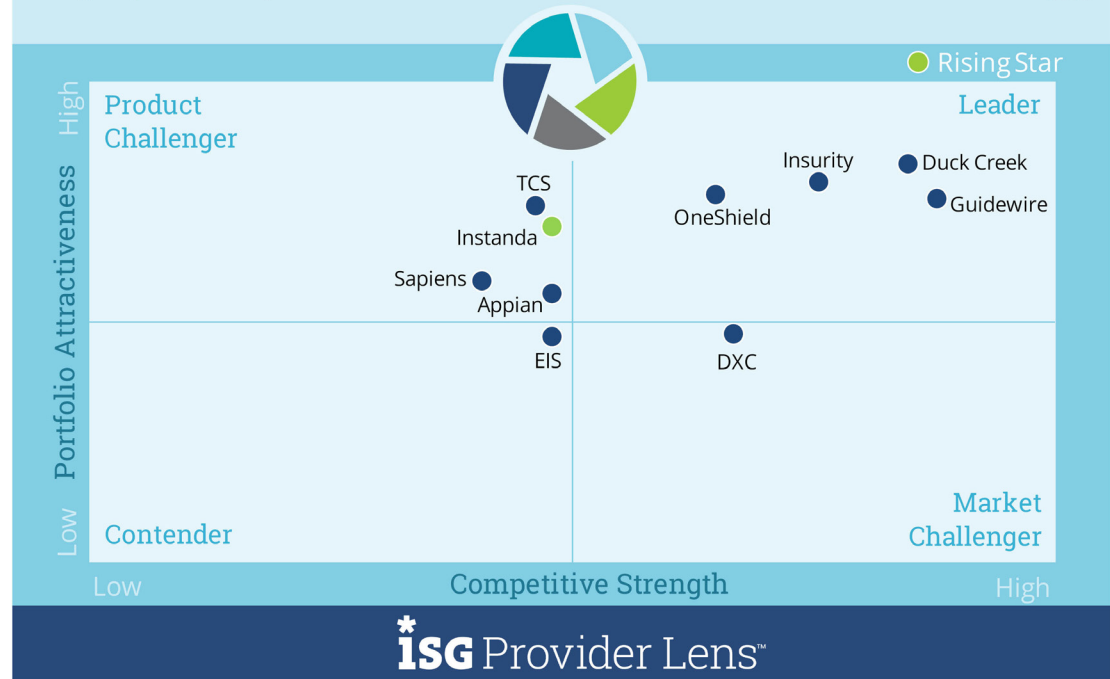 Rising Star
High
Product
Challenger
Leader
Insurity
Duck Creek
TCS
Guidewire
OneShield
Instanda
Sapiens
Appian
EIS
DXC
Portfolio Attractiveness
Market
Challenger
Contender
Low
Low
Competitive Strength
High
iSG Provider Lens™